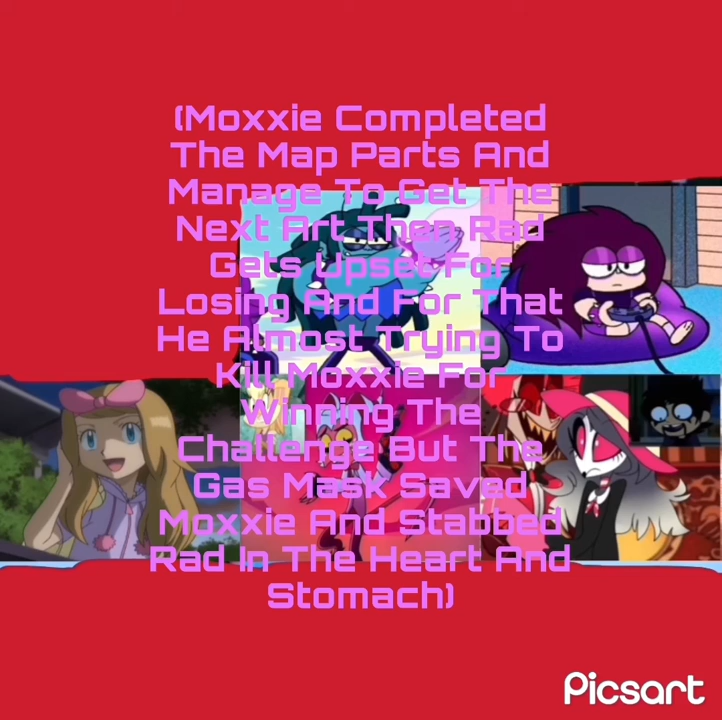 (Moxxie Completed
The Map Parts And
Manage To Get The
Next Art Then Rad
Gets Upset For
Losing And For That
He Almost Trying To
Kill Moxxie For
Winning The
Challenge But The
Gas Mask Saved
Moxxie And Stabbed
Rad In The Heart And
Stomach)
Picsart